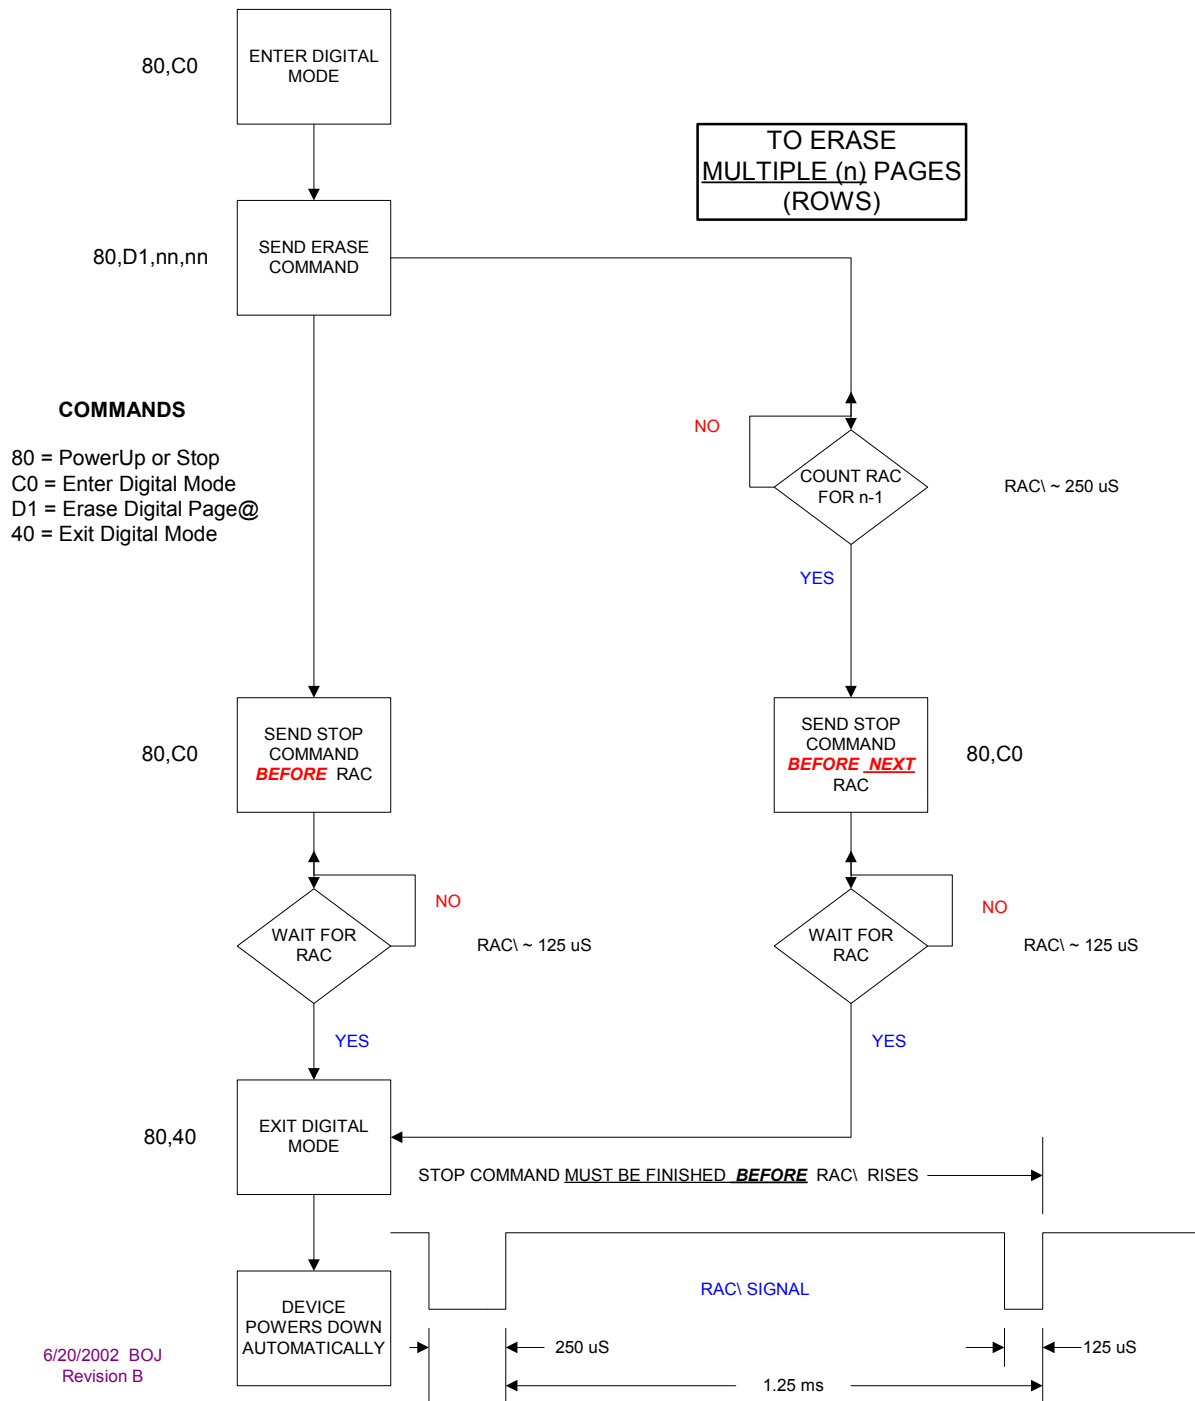 80,C0
ENTER DIGITAL
MODE
TO ERASE
MULTIPLE (n) PAGES
(ROWS)
80,D1,nn,nn
SEND ERASE
COMMAND
COMMANDS
80 = PowerUp or Stop
C0 = Enter Digital Mode
D1 = Erase Digital Page@
40 = Exit Digital Mode
NO
COUNT RAC
FOR n-1
RAC\ ~ 250 uS
YES
80,C0
SEND STOP
COMMAND
BEFORE RAC
SEND STOP
COMMAND
BEFORE NEXT
RAC
80,C0
WAIT FOR
RAC
NO
RAC\ ~ 125 uS
WAIT FOR
RAC
NO
RAC\ ~ 125 uS
YES
YES
80,40
EXIT DIGITAL
MODE
STOP COMMAND MUST BE FINISHED BEFORE RAC\ RISES
RAC\ SIGNAL
DEVICE
POWERS DOWN
AUTOMATICALLY
250 uS
125 uS
1.25 ms
6/20/2002 BOJ
Revision B